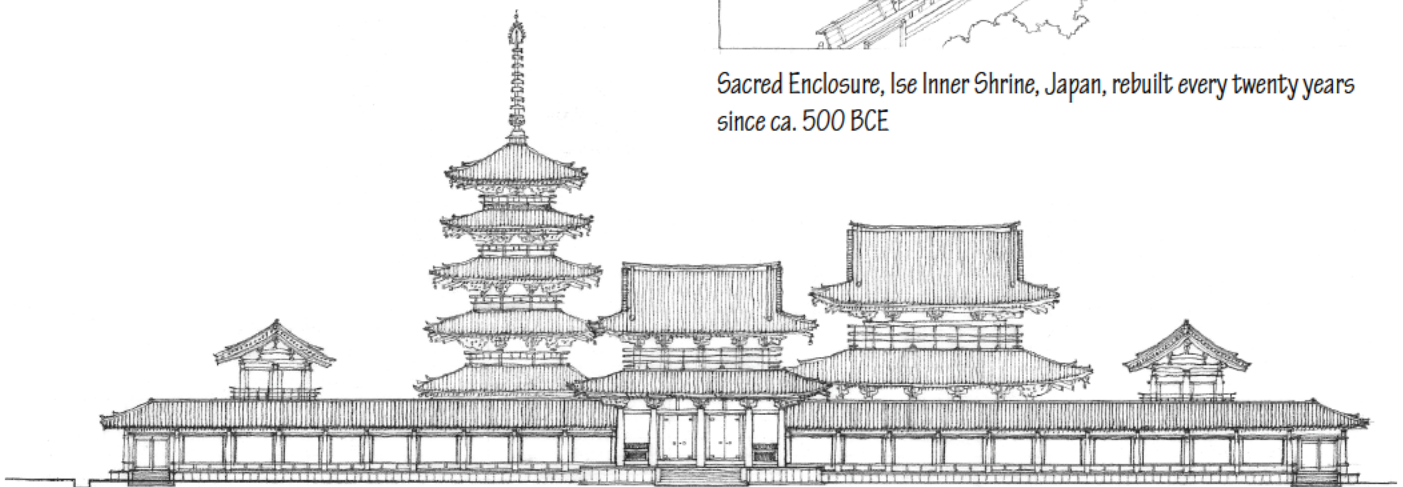 Sacred Enclosure, Ise Inner Shrine, Japan, rebuilt every twenty years
since ca. 500 BCE